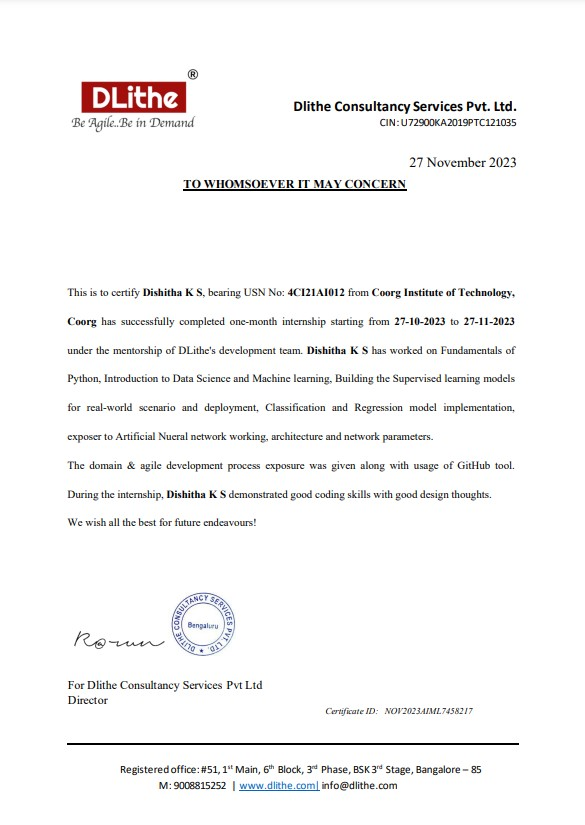 DLithe®
Be Agile..Be in Demand
Dlithe Consultancy Services Pvt. Ltd.
CIN: U72900KA2019PTC121035
27 November 2023
TO WHOMSOEVER IT MAY CONCERN
This is to certify Dishitha K S, bearing USN No: 4CI21AI012 from Coorg Institute of Technology,
Coorg has successfully completed one-month internship starting from 27-10-2023 to 27-11-2023
under the mentorship of DLithe's development team. Dishitha K S has worked on Fundamentals of
Python, Introduction to Data Science and Machine learning, Building the Supervised learning models
for real-world scenario and deployment, Classification and Regression model implementation,
exposer to Artificial Nueral network working, architecture and network parameters.
The domain & agile development process exposure was given along with usage of GitHub tool.
During the internship, Dishitha K S demonstrated good coding skills with good design thoughts.
We wish all the best for future endeavours!
DLITHE CONSULTANCY SERVICES PVT. LTD. ★
Bengaluru
For Dlithe Consultancy Services Pvt Ltd
Director
Certificate ID: NOV2023AIML7458217
Registered office: #51, 1st Main, 6th Block, 3rd Phase, BSK 3rd Stage, Bangalore – 85
M: 9008815252 | www.dlithe.com| info@dlithe.com